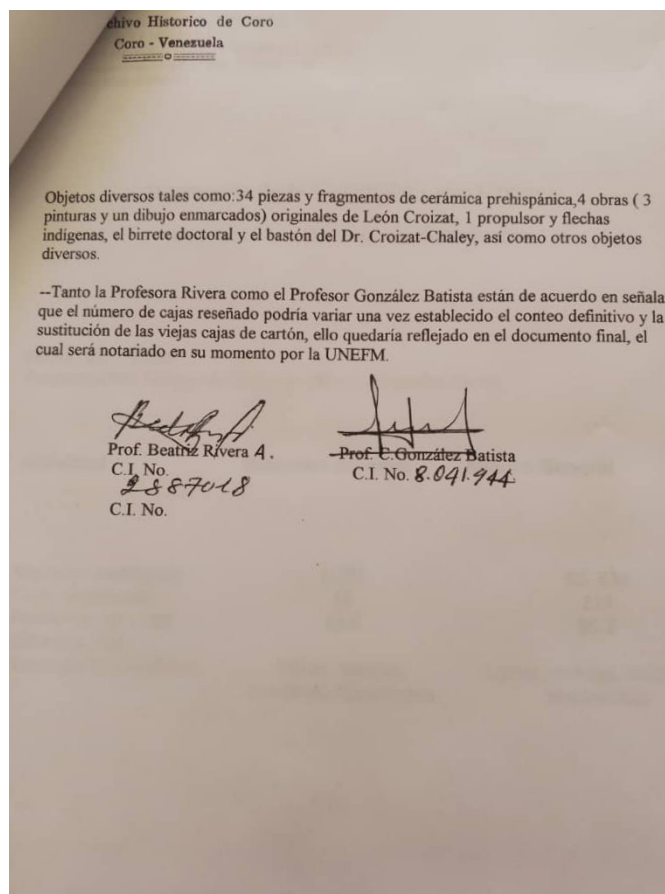 chivo Historico de Coro
Coro - Venezuela
Objetos diversos tales como:34 piezas y fragmentos de cerámica prehispánica,4 obras ( 3
pinturas y un dibujo enmarcados) originales de León Croizat, 1 propulsor y flechas
indígenas, el birrete doctoral y el bastón del Dr. Croizat-Chaley, así como otros objetos
diversos.
--Tanto la Profesora Rivera como el Profesor González Batista están de acuerdo en señala
que el número de cajas reseñado podría variar una vez establecido el conteo definitivo y la
sustitución de las viejas cajas de cartón, ello quedaría reflejado en el documento final, el
cual será notariado en su momento por la UNEFM.
Prof. Beatriz Rivera A.
C.I. No.
2887018
C.I. No.
Prof. C.González Batista
C.I. No. 8.041.944